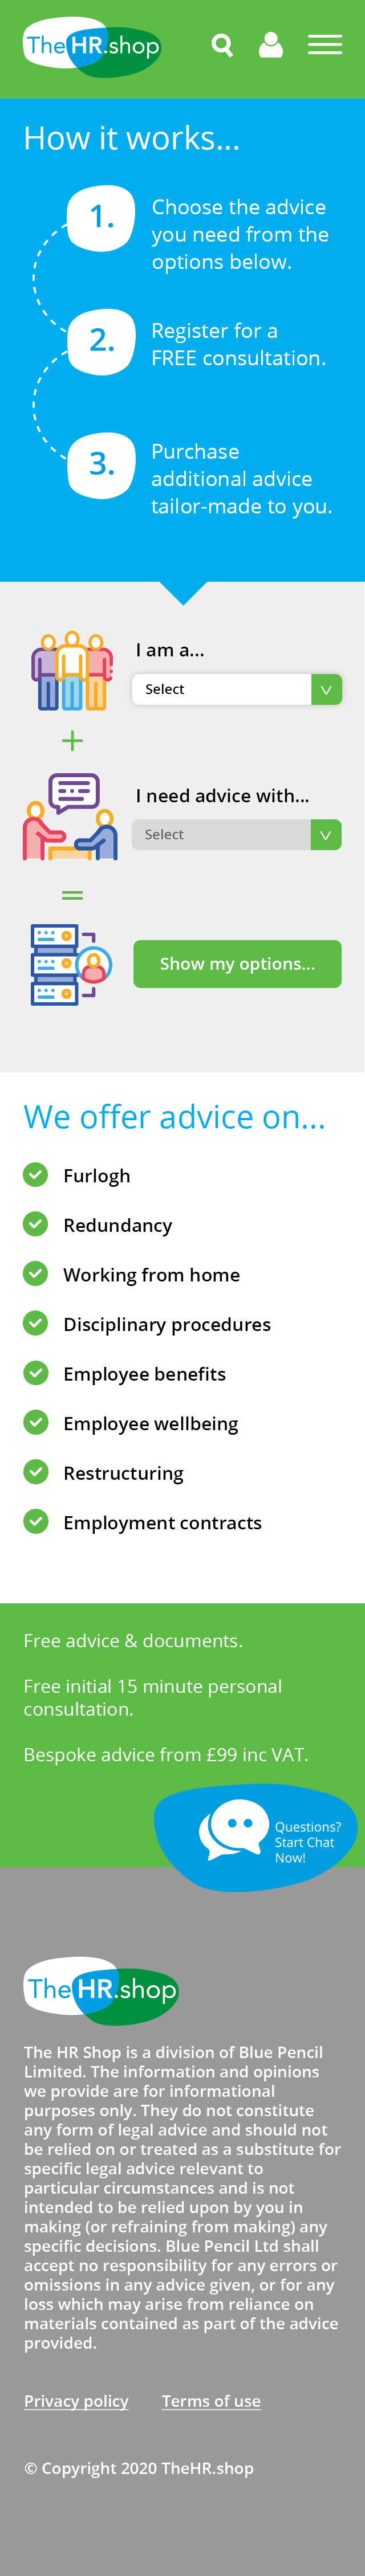 TheHR.shop
How it works...
1.
Choose the advice
you need from the
options below.
2.
Register for a
FREE consultation.
3.
Purchase
additional advice
tailor-made to you.
I am a...
Select
+
I need advice with...
Select
=
Show my options...
We offer advice on...
Furlogh
Redundancy
Working from home
Disciplinary procedures
Employee benefits
Employee wellbeing
Restructuring
Employment contracts
Free advice & documents.
Free initial 15 minute personal
consultation.
Bespoke advice from £99 inc VAT.
Questions?
Start Chat
Now!
TheHR.shop
The HR Shop is a division of Blue Pencil
Limited. The information and opinions
we provide are for informational
purposes only. They do not constitute
any form of legal advice and should not
be relied on or treated as a substitute for
specific legal advice relevant to
particular circumstances and is not
intended to be relied upon by you in
making (or refraining from making) any
specific decisions. Blue Pencil Ltd shall
accept no responsibility for any errors or
omissions in any advice given, or for any
loss which may arise from reliance on
materials contained as part of the advice
provided.
Privacy policy Terms of use
© Copyright 2020 TheHR.shop